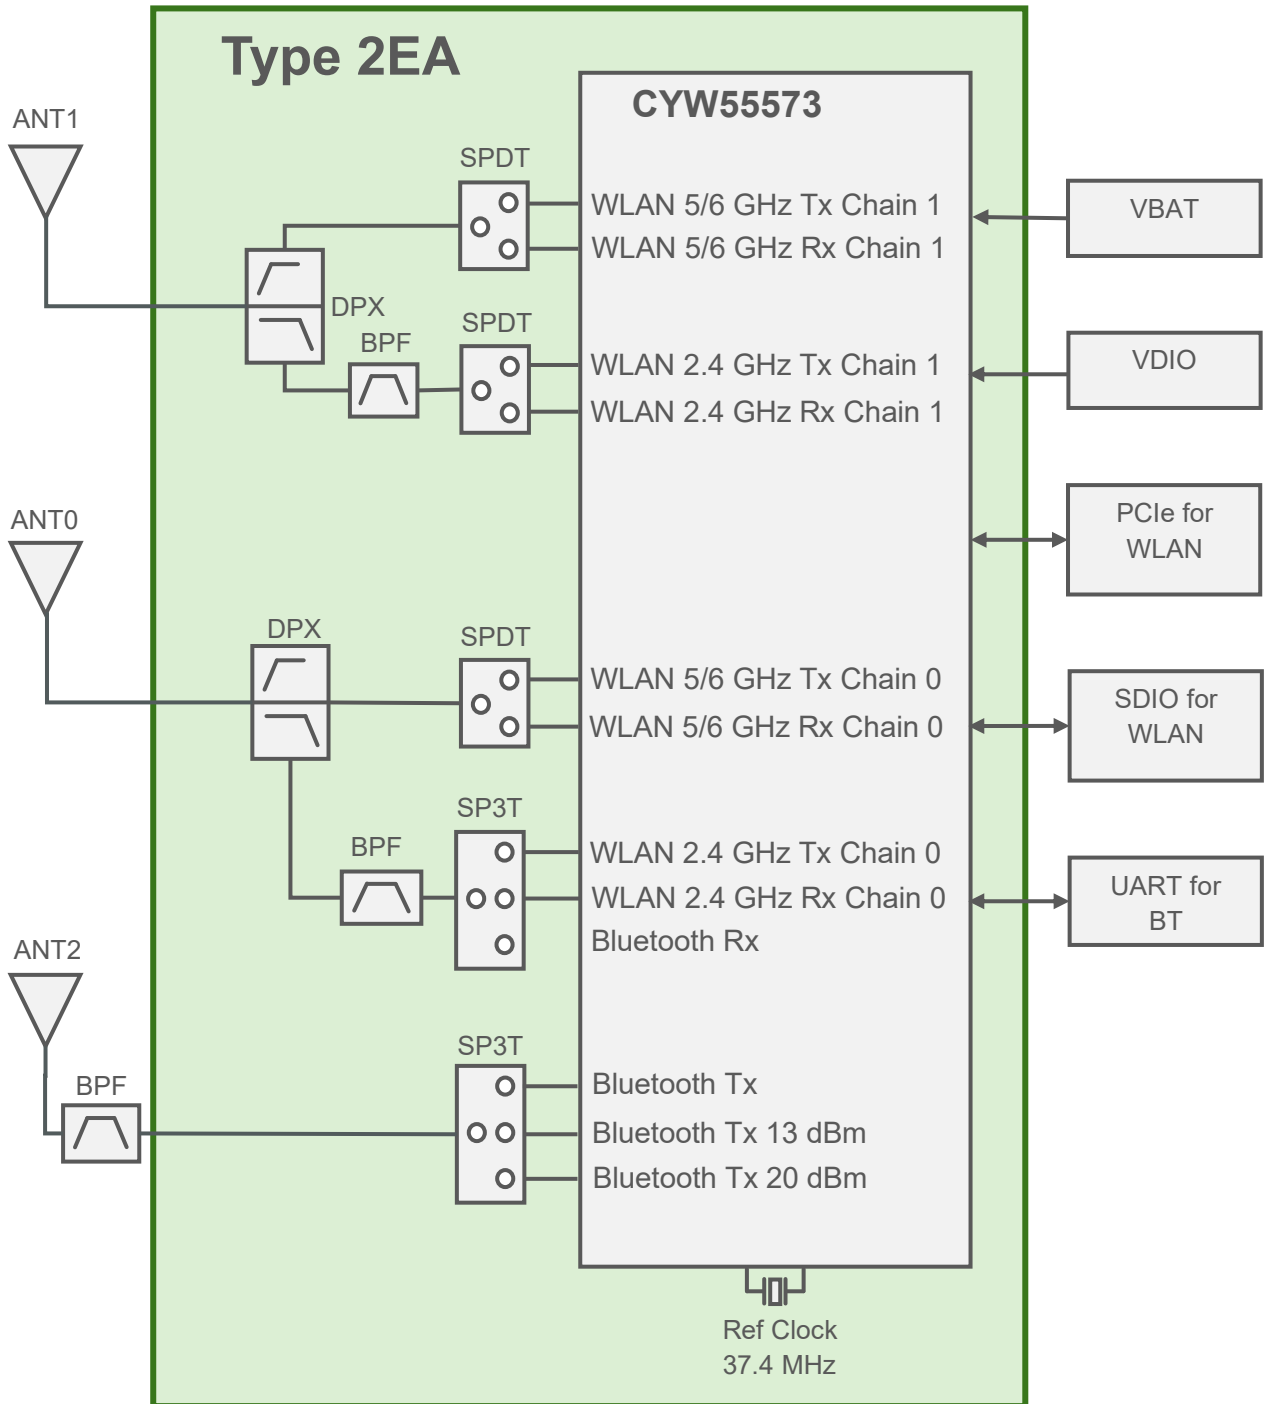 Type 2EA
CYW55573
ANT1
SPDT
WLAN 5/6 GHz Tx Chain 1
WLAN 5/6 GHz Rx Chain 1
VBAT
DPX
BPF
SPDT
WLAN 2.4 GHz Tx Chain 1
WLAN 2.4 GHz Rx Chain 1
VDIO
ANT0
PCIe for
WLAN
DPX
SPDT
WLAN 5/6 GHz Tx Chain 0
WLAN 5/6 GHz Rx Chain 0
SDIO for
WLAN
SP3T
BPF
WLAN 2.4 GHz Tx Chain 0
WLAN 2.4 GHz Rx Chain 0
Bluetooth Rx
UART for
BT
ANT2
BPF
SP3T
Bluetooth Tx
Bluetooth Tx 13 dBm
Bluetooth Tx 20 dBm
Ref Clock
37.4 MHz